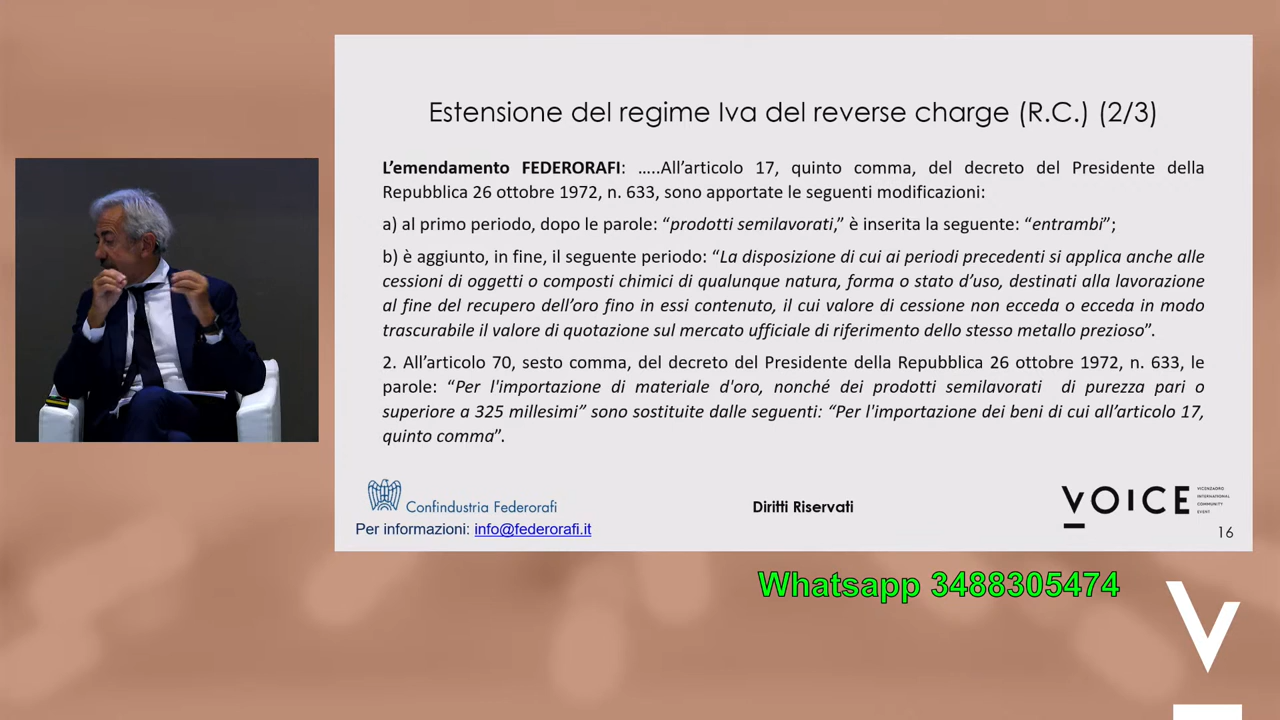 Estensione del regime Iva del reverse charge (R.C.) (2/3)
L’emendamento FEDERORAFI: …..All’articolo 17, quinto comma, del decreto del Presidente della
Repubblica 26 ottobre 1972, n. 633, sono apportate le seguenti modificazioni:
a) al primo periodo, dopo le parole: “prodotti semilavorati,” è inserita la seguente: “entrambi”;
b) è aggiunto, in fine, il seguente periodo: “La disposizione di cui ai periodi precedenti si applica anche alle
cessioni di oggetti o composti chimici di qualunque natura, forma o stato d’uso, destinati alla lavorazione
al fine del recupero dell’oro fino in essi contenuto, il cui valore di cessione non ecceda o ecceda in modo
trascurabile il valore di quotazione sul mercato ufficiale di riferimento dello stesso metallo prezioso”.
2. All’articolo 70, sesto comma, del decreto del Presidente della Repubblica 26 ottobre 1972, n. 633, le
parole: “Per l'importazione di materiale d'oro, nonché dei prodotti semilavorati di purezza pari o
superiore a 325 millesimi” sono sostituite dalle seguenti: “Per l'importazione dei beni di cui all’articolo 17,
quinto comma”.
Confindustria Federorafi
Per informazioni: info@federorafi.it
Diritti Riservati
VOICE
VICENZAORO
INTERNATIONAL
COMMUNITY
EVENT
16
Whatsapp 3488305474
V